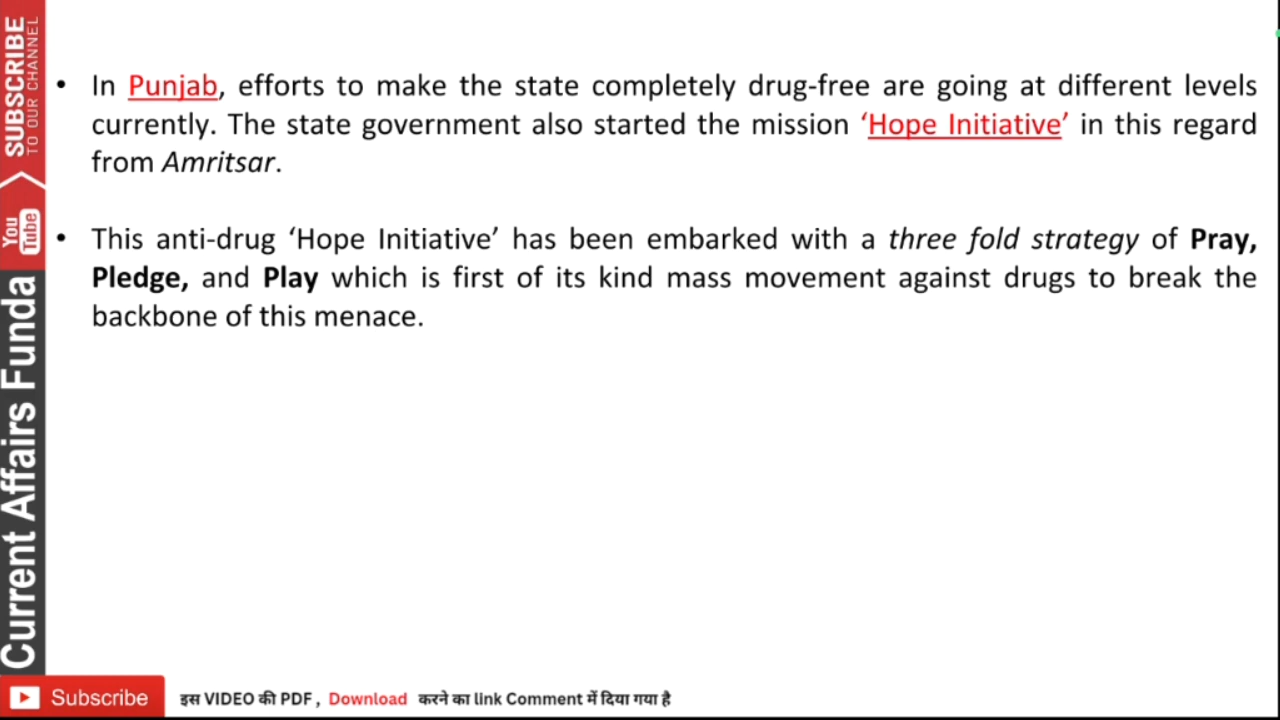 • In Punjab, efforts to make the state completely drug-free are going at different levels
currently. The state government also started the mission ‘Hope Initiative’ in this regard
from Amritsar.
• This anti-drug ‘Hope Initiative’ has been embarked with a three fold strategy of Pray,
Pledge, and Play which is first of its kind mass movement against drugs to break the
backbone of this menace.
SUBSCRIBE
TO OUR CHANNEL
You Tube
Current Affairs Funda
Subscribe
इस VIDEO की PDF , Download करने का link Comment में दिया गया है